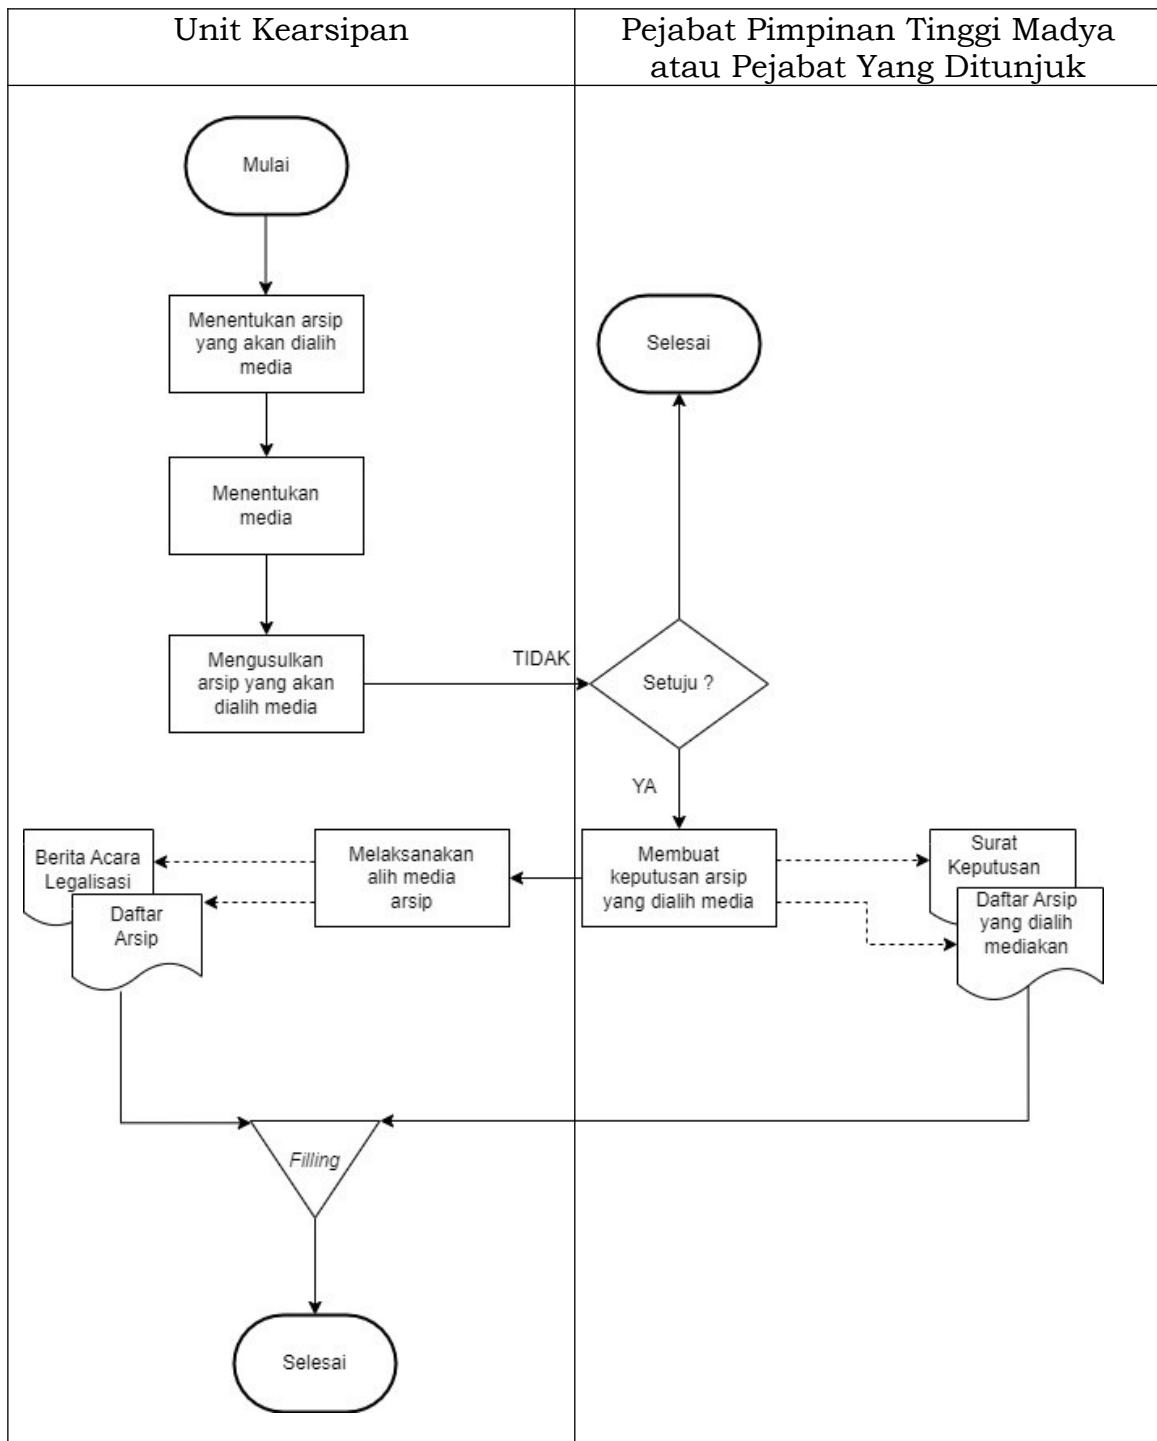 Unit Kearsipan
Pejabat Pimpinan Tinggi Madya
atau Pejabat Yang Ditunjuk
Mulai
Menentukan arsip
yang akan dialih
media
Selesai
Menentukan
media
Mengusulkan
arsip yang akan
dialih media
TIDAK
Setuju ?
YA
Berita Acara
Legalisasi
Daftar
Arsip
Melaksanakan
alih media
arsip
Membuat
keputusan arsip
yang dialih media
Surat
Keputusan
Daftar Arsip
yang dialih
mediakan
Filling
Selesai